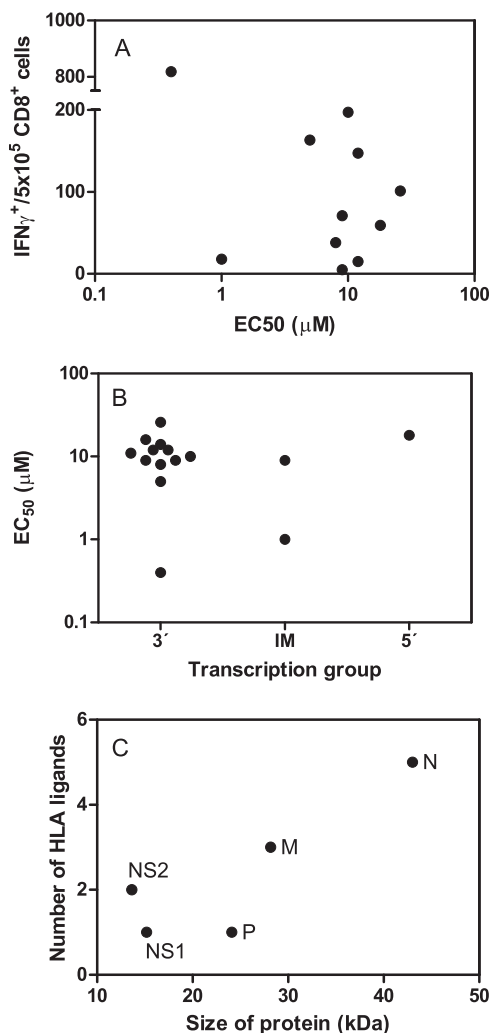 A
IFNγ⁺/5x10⁵ CD8⁺ cells
1000
800
200
100
0
0.1 1 10 100
EC50 (μM)
B
EC₅₀ (μM)
100
10
1
0.1
3´ IM 5´
Transcription group
C
Number of HLA ligands
6
4
2
0
N
M
NS2
NS1
P
10 20 30 40 50
Size of protein (kDa)